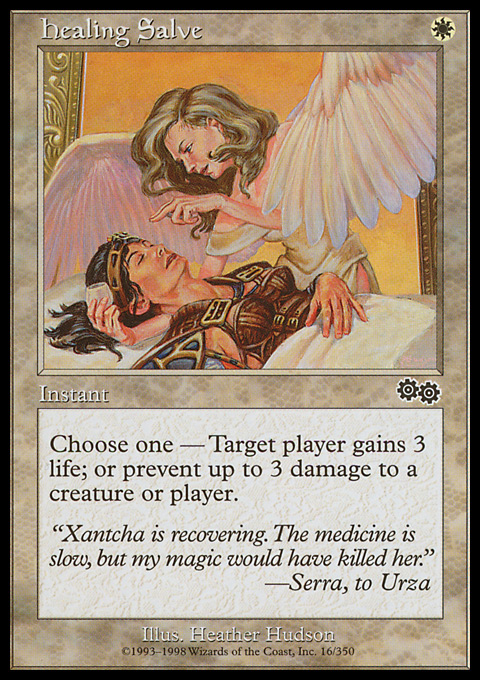 Healing Salve
Instant
Choose one — Target player gains 3
life; or prevent up to 3 damage to a
creature or player.
“Xantcha is recovering. The medicine is
slow, but my magic would have killed her.”
—Serra, to Urza
Illus. Heather Hudson
©1993–1998 Wizards of the Coast, Inc. 16/350